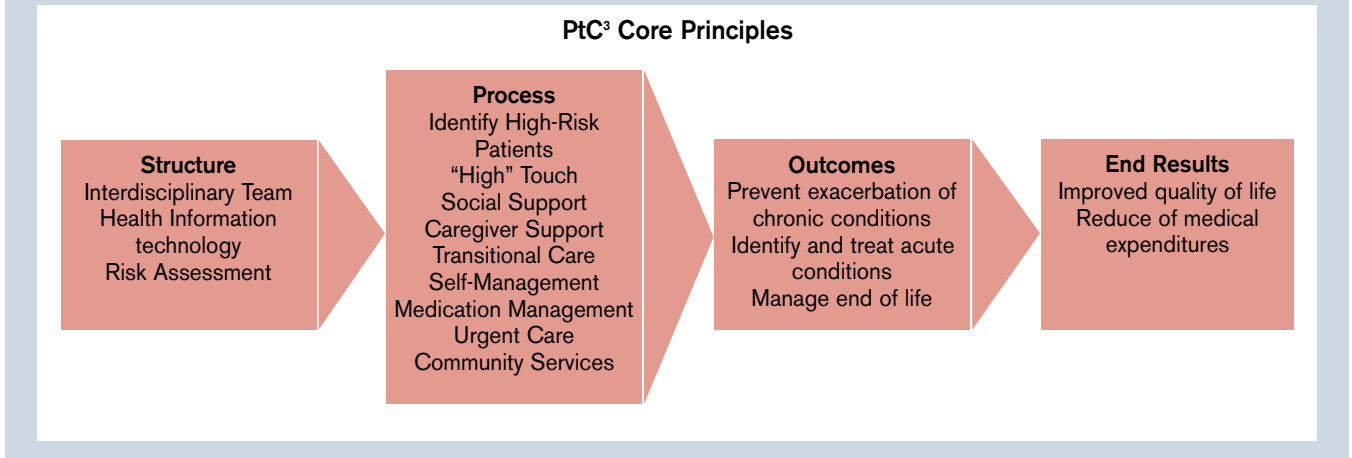 PtC³ Core Principles
Structure
Interdisciplinary Team
Health Information
technology
Risk Assessment
Process
Identify High-Risk
Patients
“High” Touch
Social Support
Caregiver Support
Transitional Care
Self-Management
Medication Management
Urgent Care
Community Services
Outcomes
Prevent exacerbation of
chronic conditions
Identify and treat acute
conditions
Manage end of life
End Results
Improved quality of life
Reduce of medical
expenditures